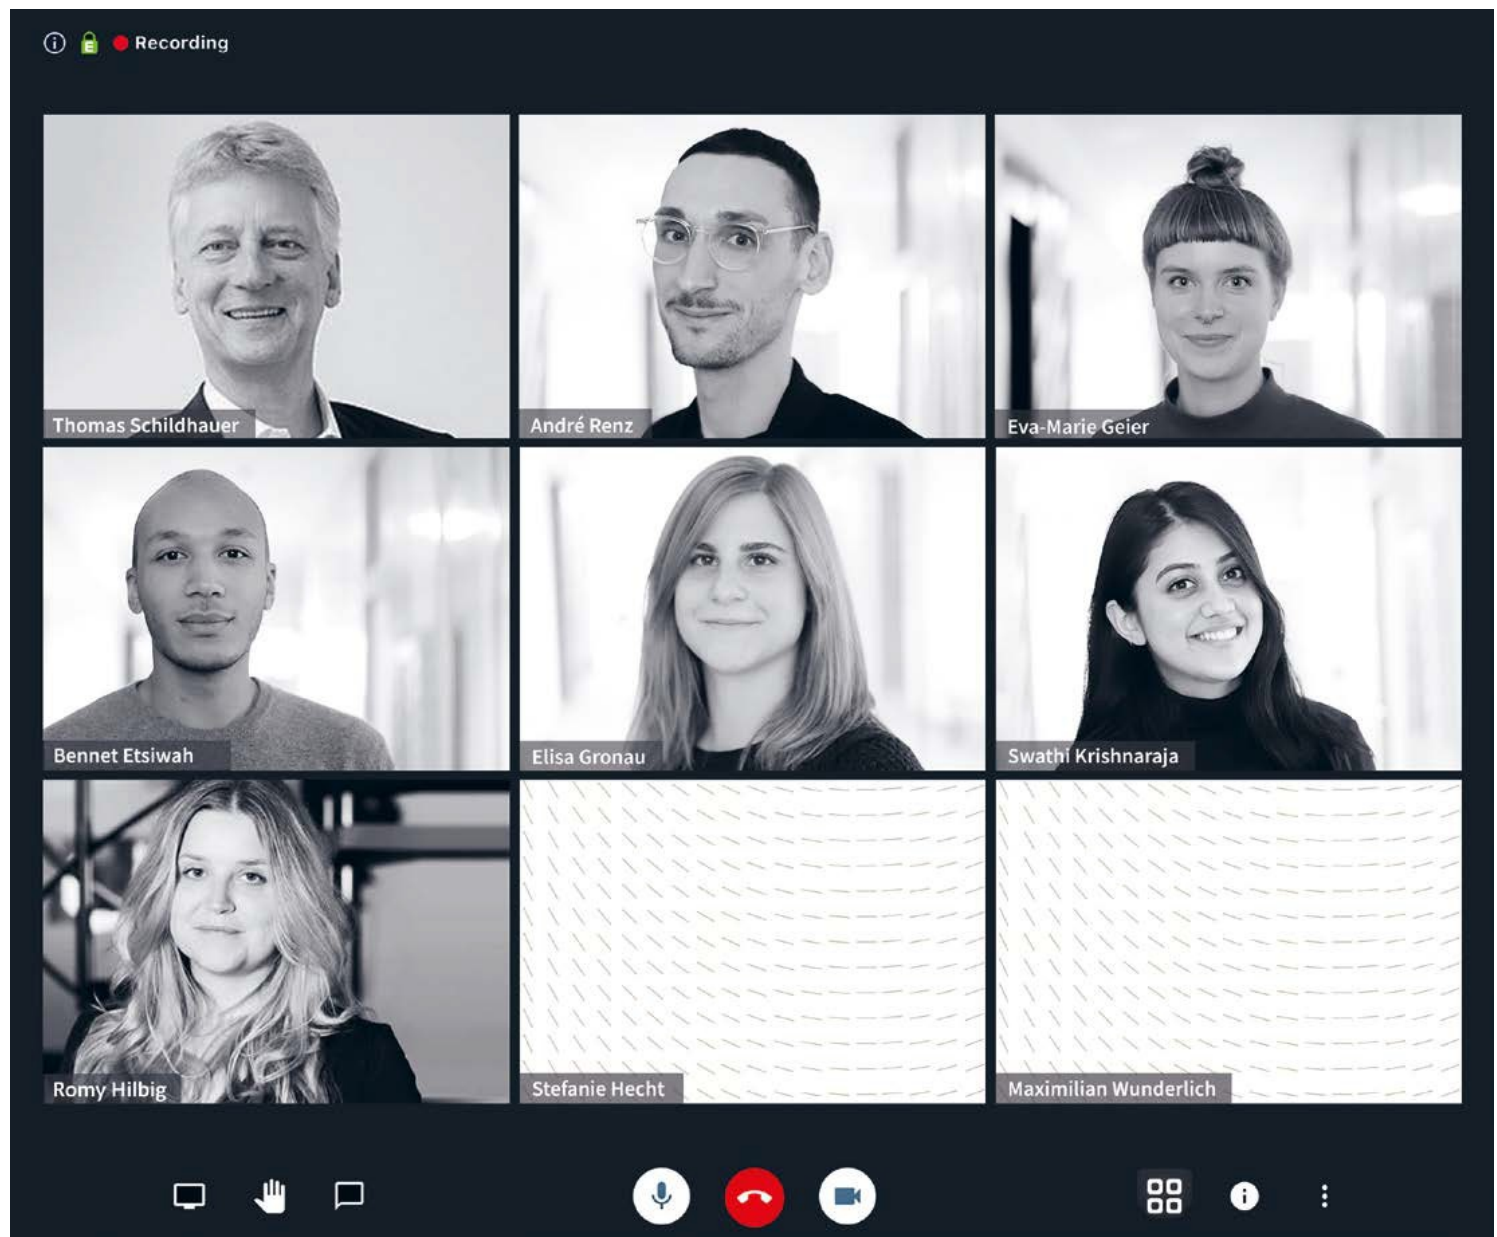 Recording
Thomas Schildhauer
André Renz
Eva-Marie Geier
Bennet Etsiwah
Elisa Gronau
Swathi Krishnaraja
Romy Hilbig
Stefanie Hecht
Maximilian Wunderlich